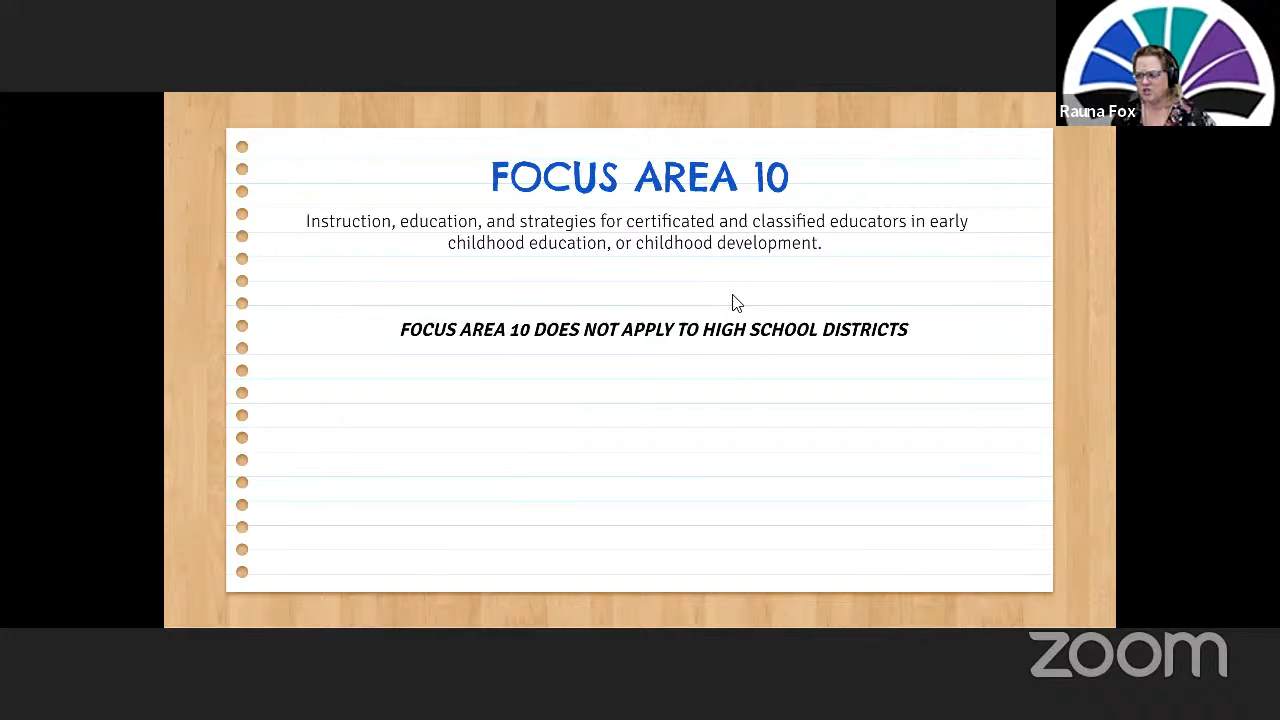 Rauna Fox
FOCUS AREA 10
Instruction, education, and strategies for certificated and classified educators in early
childhood education, or childhood development.
FOCUS AREA 10 DOES NOT APPLY TO HIGH SCHOOL DISTRICTS
zoom